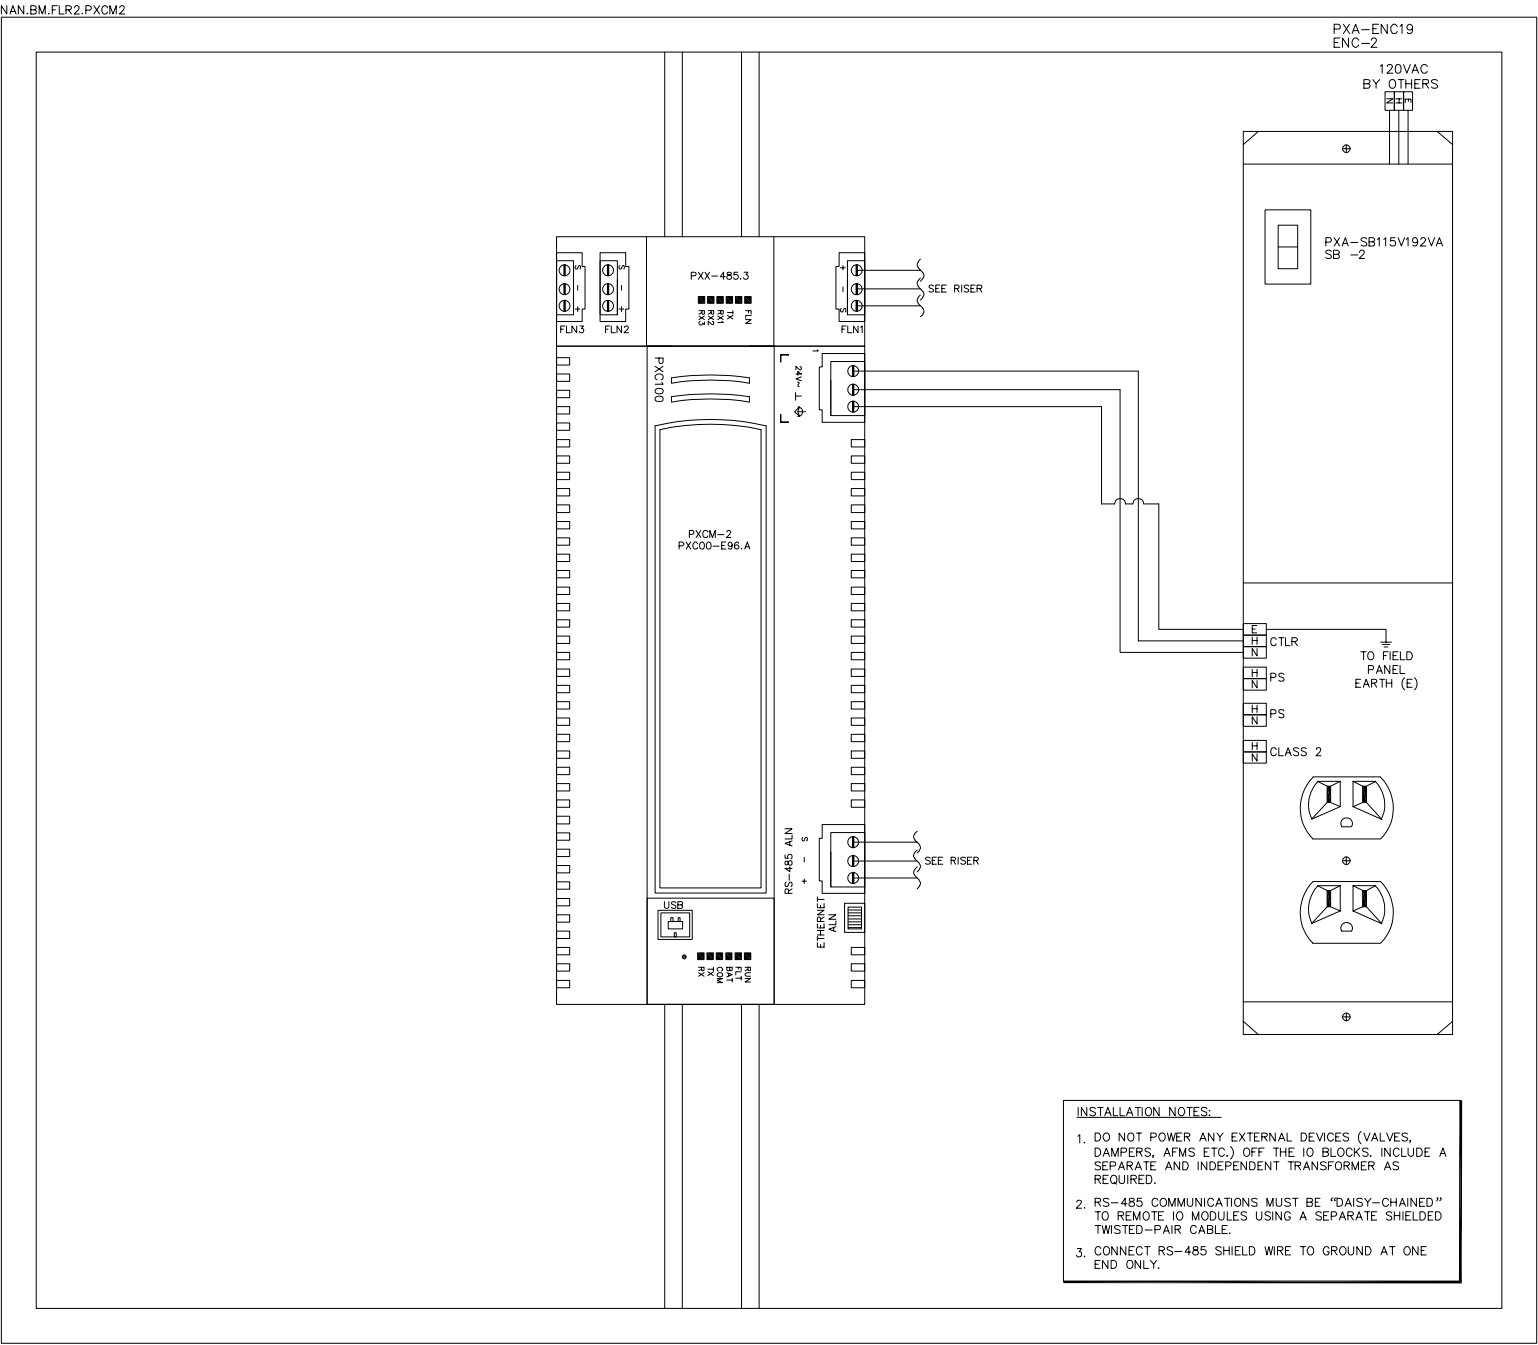 NAN.BM.FLR2.PXCM2
PXA-ENC19
ENC-2
120VAC
BY OTHERS
N H E
PXA-SB115V192VA
SB -2
PXX-485.3
RX3 RX2 RX1 TX FLN
S - +
FLN3
S - +
FLN2
+ - S
FLN1
SEE RISER
PXC100
1
24V~
PXCM-2
PXC00-E96.A
E
H
N
CTLR
H
N
PS
H
N
PS
H
N
CLASS 2
TO FIELD
PANEL
EARTH (E)
RS-485 ALN
+ - S
SEE RISER
ETHERNET
ALN
USB
RX TX COM BAT FLT RUN
INSTALLATION NOTES:
1. DO NOT POWER ANY EXTERNAL DEVICES (VALVES,
DAMPERS, AFMS ETC.) OFF THE IO BLOCKS. INCLUDE A
SEPARATE AND INDEPENDENT TRANSFORMER AS
REQUIRED.
2. RS-485 COMMUNICATIONS MUST BE “DAISY-CHAINED”
TO REMOTE IO MODULES USING A SEPARATE SHIELDED
TWISTED-PAIR CABLE.
3. CONNECT RS-485 SHIELD WIRE TO GROUND AT ONE
END ONLY.